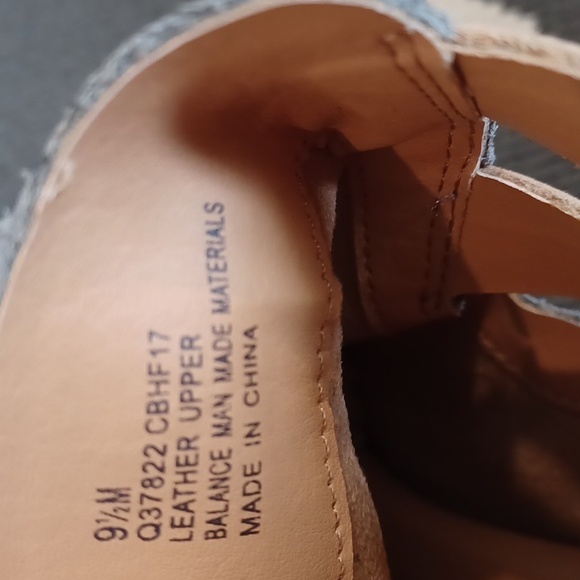 9½M
Q37822 CBHF17
LEATHER UPPER
BALANCE MAN MADE MATERIALS
MADE IN CHINA